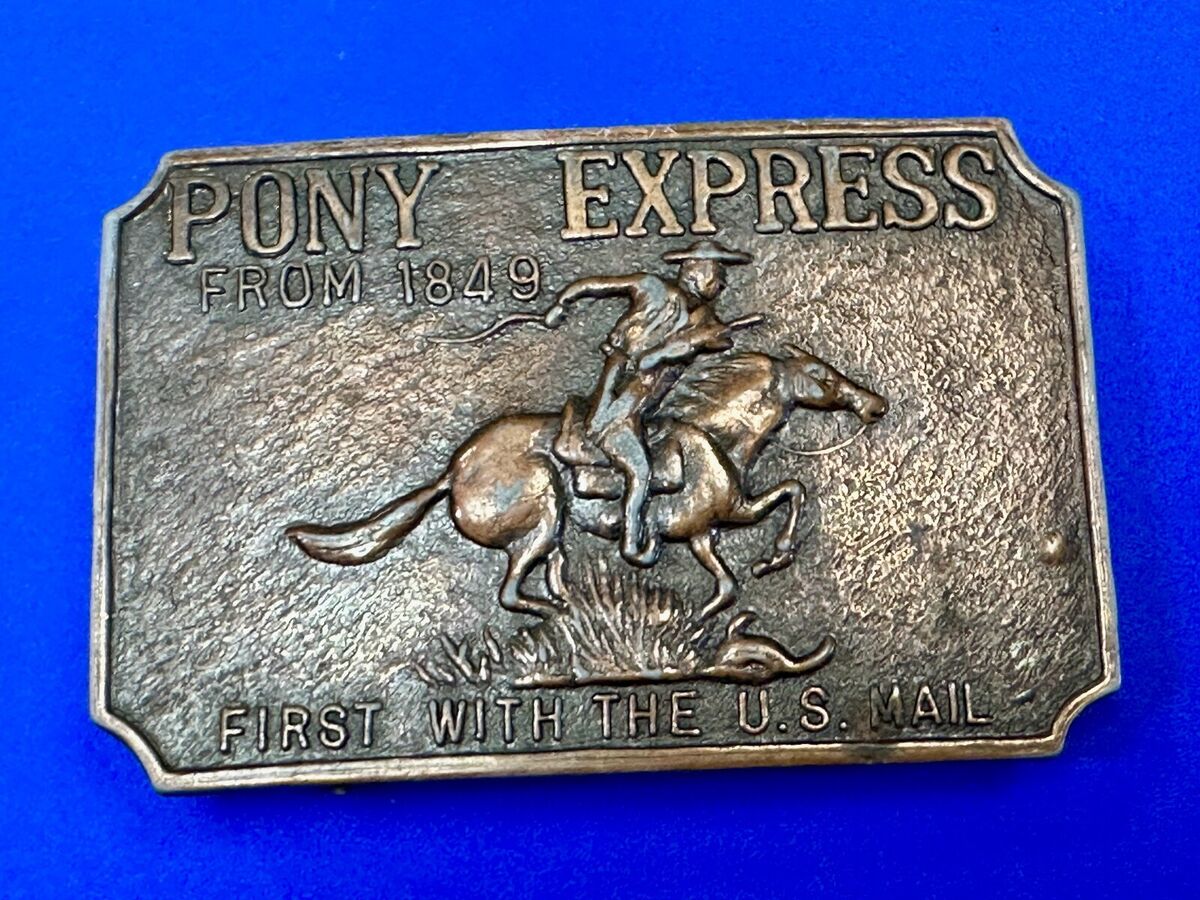 PONY EXPRESS
FROM 1849
FIRST WITH THE U.S. MAIL